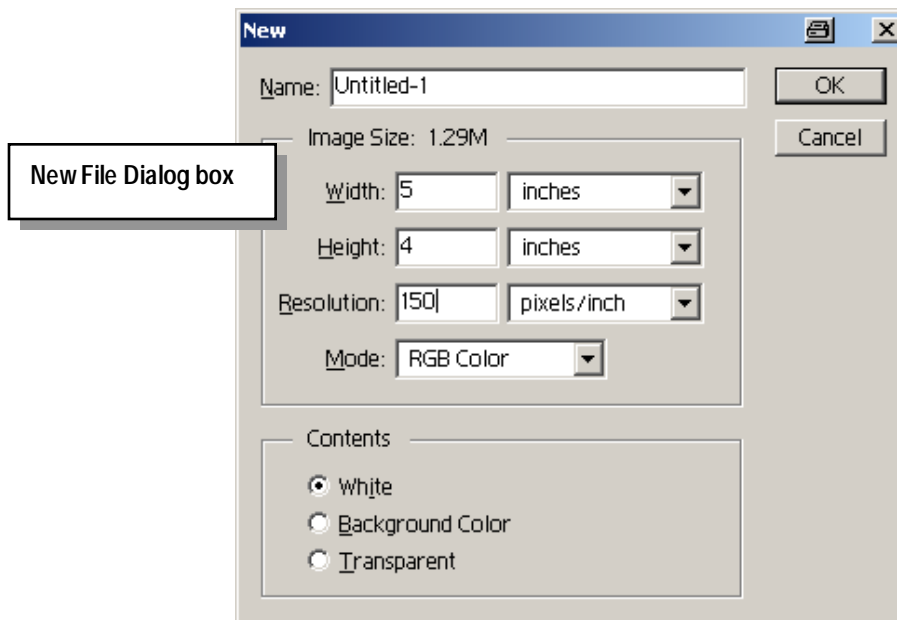 New
Name: Untitled-1
OK
Cancel
Image Size: 1.29M
New File Dialog box
Width: 5 inches
Height: 4 inches
Resolution: 150 pixels/inch
Mode: RGB Color
Contents
White
Background Color
Transparent